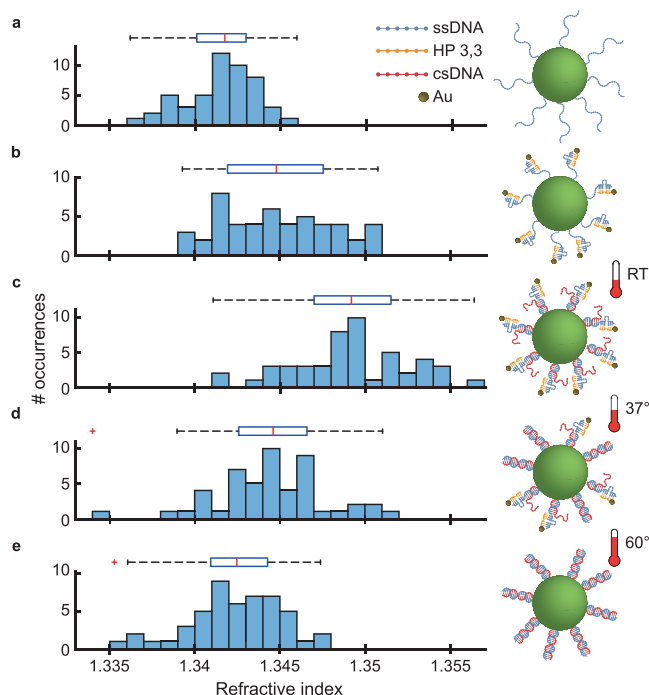 a
10
5
0
ssDNA
HP 3,3
csDNA
Au
b
10
5
0
RT
c
10
5
0
# occurrences
37°
d
10
5
0
60°
e
10
5
0
1.335
1.34
1.345
1.35
1.355
Refractive index